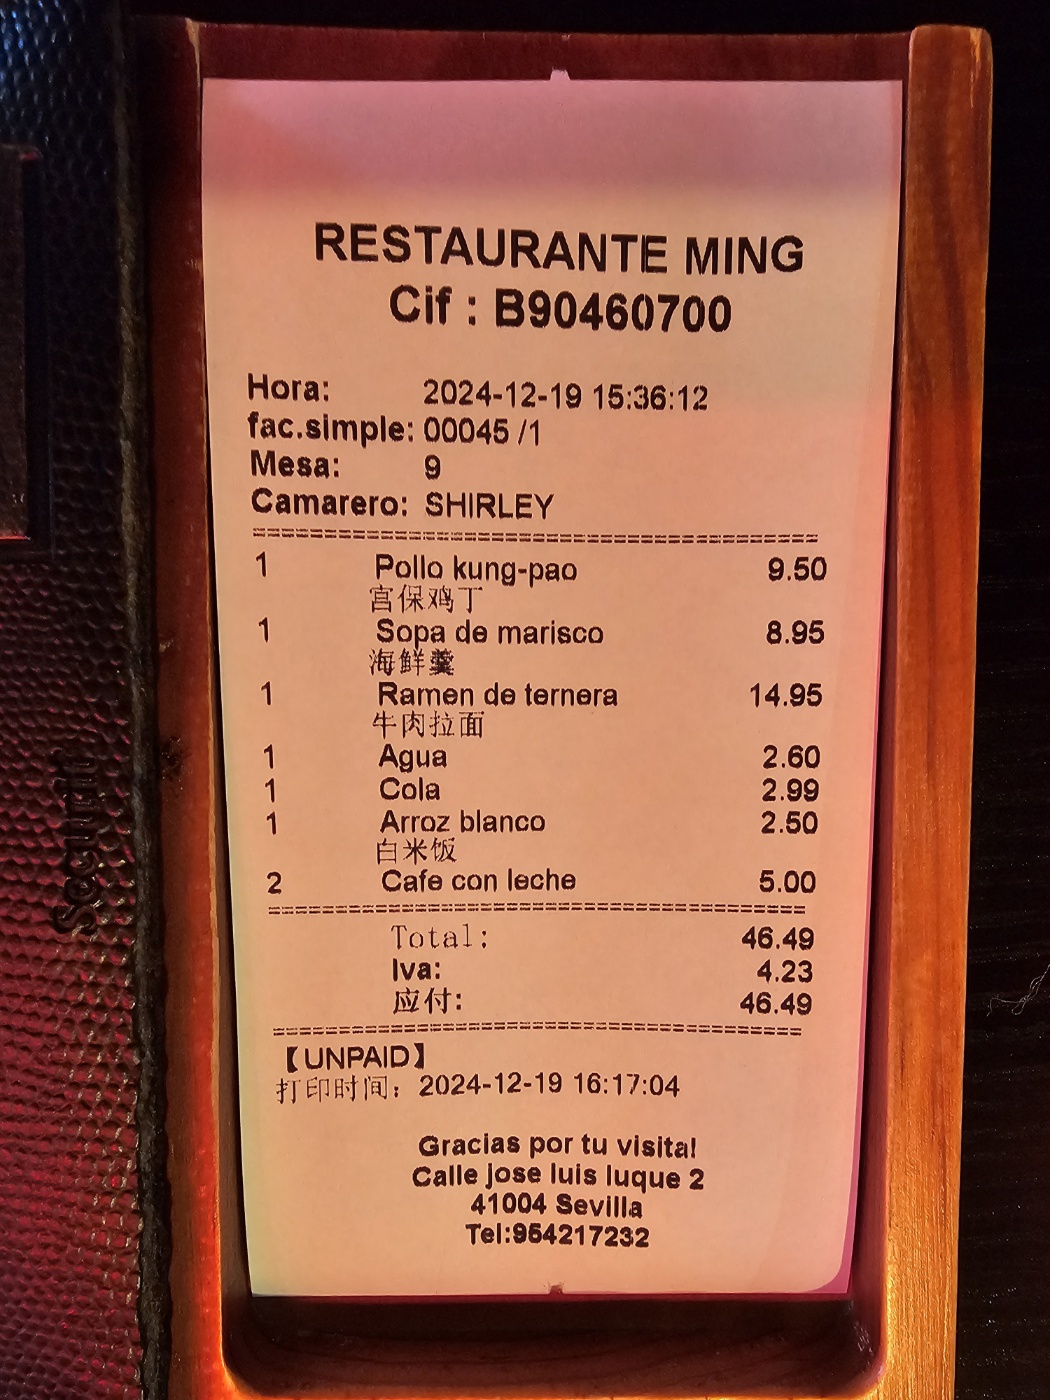 RESTAURANTE MING
Cif : B90460700
Hora: 2024-12-19 15:36:12
fac.simple: 00045 /1
Mesa: 9
Camarero: SHIRLEY
1 Pollo kung-pao 9.50
宫保鸡丁
1 Sopa de marisco 8.95
海鲜羹
1 Ramen de ternera 14.95
牛肉拉面
1 Agua 2.60
1 Cola 2.99
1 Arroz blanco 2.50
白米饭
2 Cafe con leche 5.00
Total: 46.49
Iva: 4.23
应付: 46.49
【UNPAID】
打印时间: 2024-12-19 16:17:04
Gracias por tu visita!
Calle jose luis luque 2
41004 Sevilla
Tel:954217232